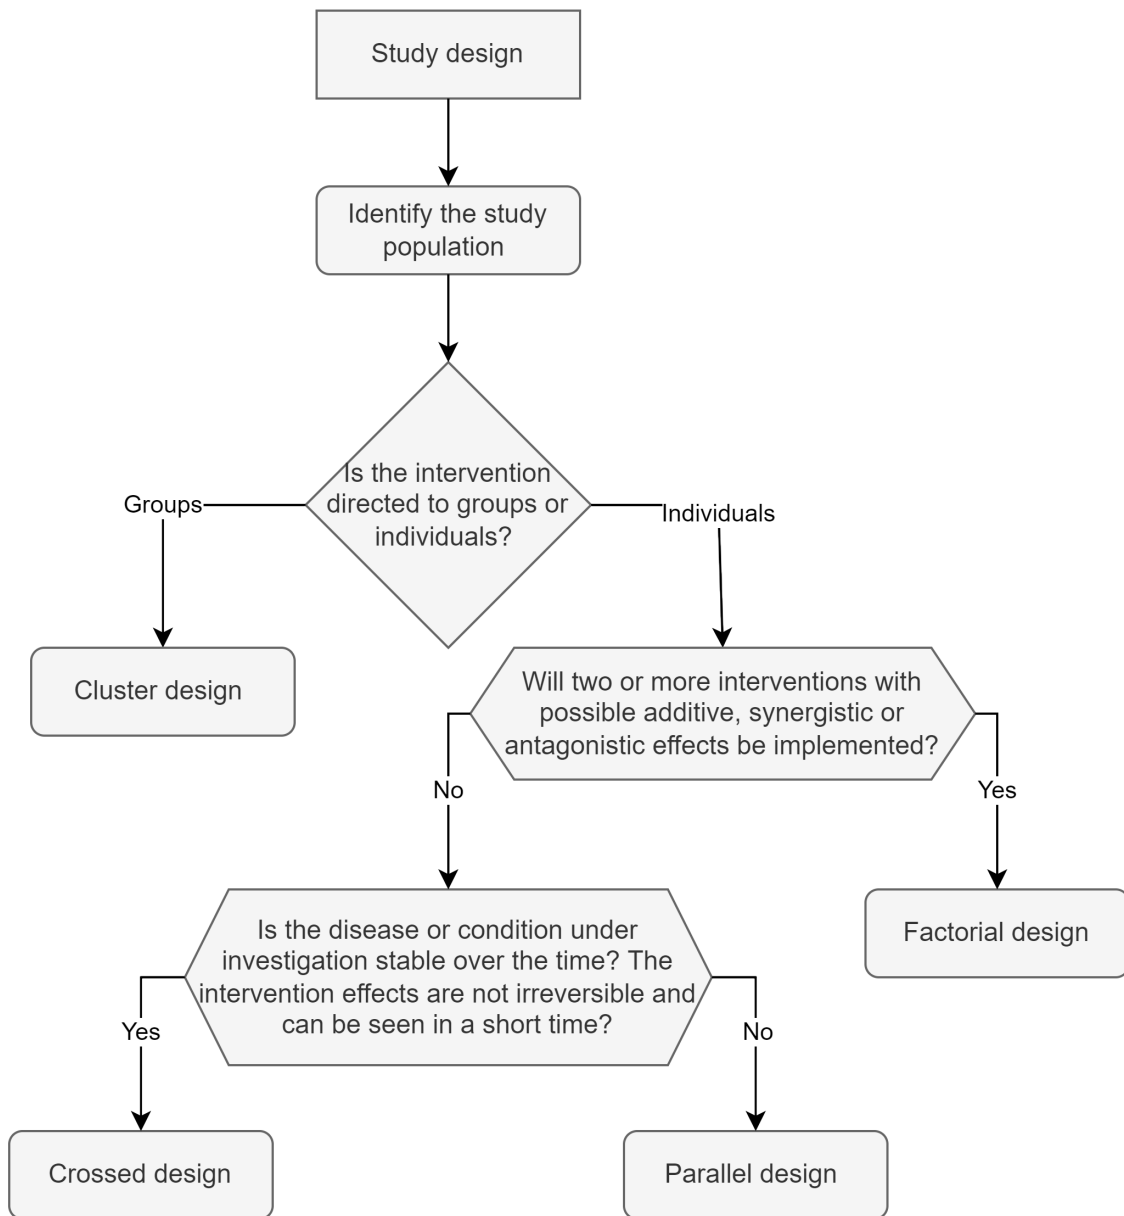 Study design
Identify the study
population
Is the intervention
directed to groups or
individuals?
Groups
Individuals
Cluster design
Will two or more interventions with
possible additive, synergistic or
antagonistic effects be implemented?
No
Yes
Is the disease or condition under
investigation stable over the time? The
intervention effects are not irreversible and
can be seen in a short time?
Factorial design
Yes
No
Crossed design
Parallel design